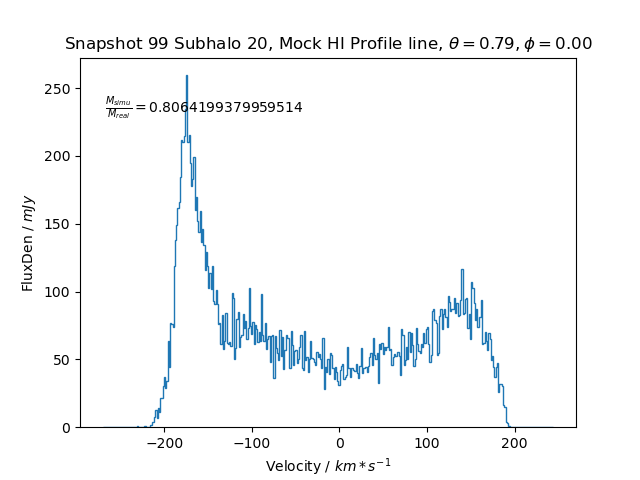 Snapshot 99 Subhalo 20, Mock HI Profile line, θ = 0.79, ϕ = 0.00
250
M_simu/M_real = 0.8064199379959514
200
150
100
50
0
FluxDen / mJy
−200 −100 0 100 200
Velocity / km * s⁻¹